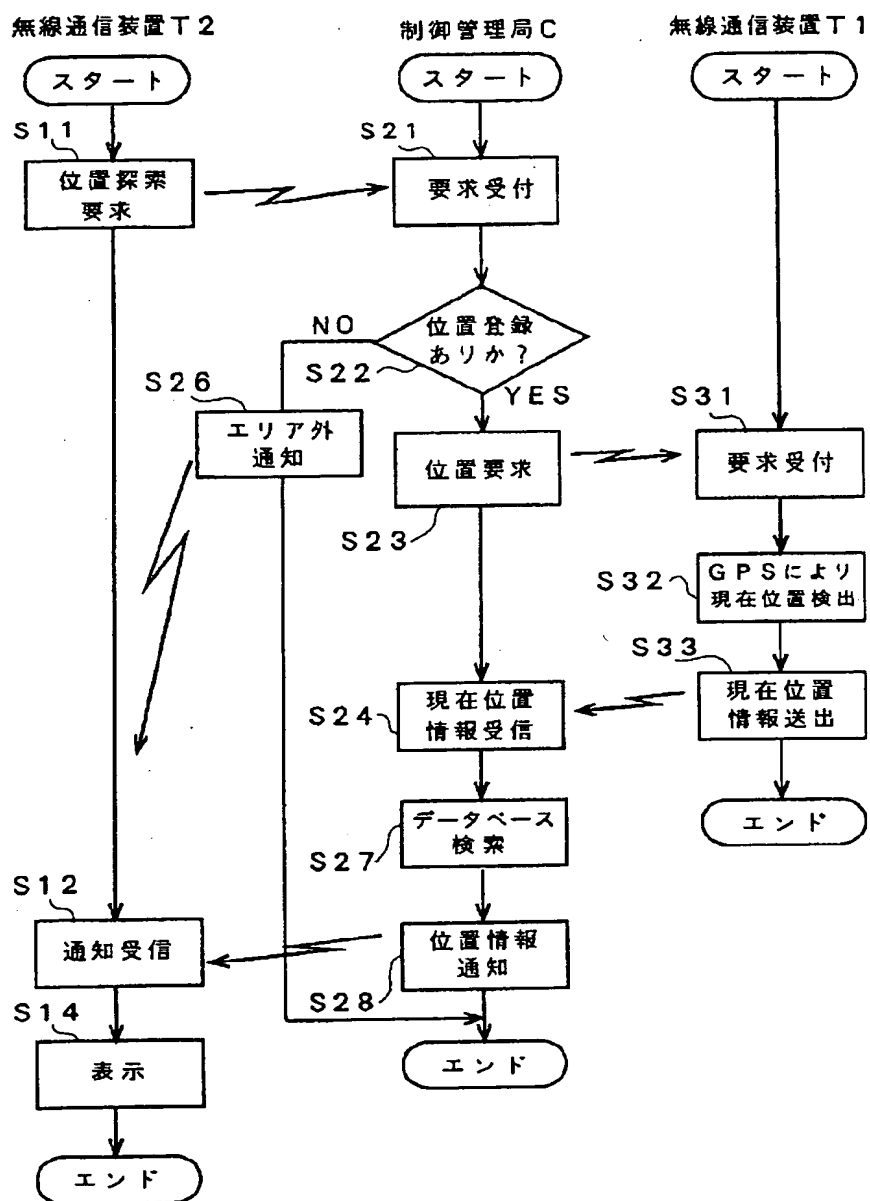 無線通信装置T2
制御管理局C
無線通信装置T1
スタート
スタート
スタート
S11
位置探索
要求
S21
要求受付
NO
位置登録
ありか?
S22
YES
S26
エリア外
通知
位置要求
S23
S31
要求受付
S32
GPSにより
現在位置検出
S33
現在位置
情報送出
エンド
S24
現在位置
情報受信
S27
データベース
検索
S28
位置情報
通知
エンド
S12
通知受信
S14
表示
エンド